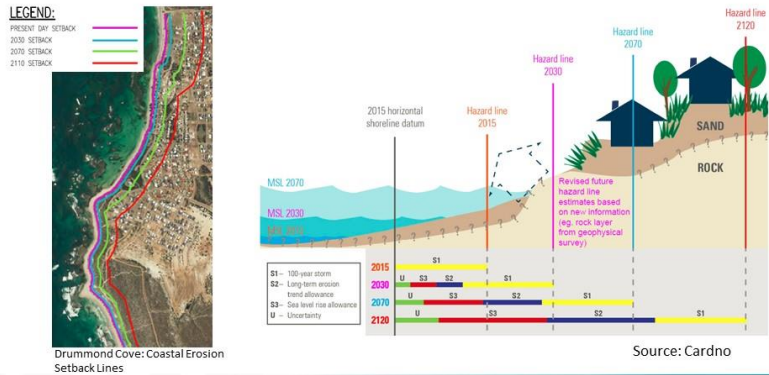 LEGEND:
PRESENT DAY SETBACK
2030 SETBACK
2070 SETBACK
2110 SETBACK
Drummond Cove: Coastal Erosion
Setback Lines
Hazard line
2120
Hazard line
2070
Hazard line
2030
2015 horizontal
shoreline datum
Hazard line
2015
SAND
ROCK
MSL 2070
MSL 2030
Revised future
hazard line
estimates based
on new information
(eg. rock layer
from geophysical
survey)
S1 – 100-year storm
S2 – Long-term erosion
trend allowance
S3 – Sea level rise allowance
U – Uncertainty
2015 S1
2030 U S3 S2 S1
2070 U S3 S2 S1
2120 U S3 S2 S1
Source: Cardno